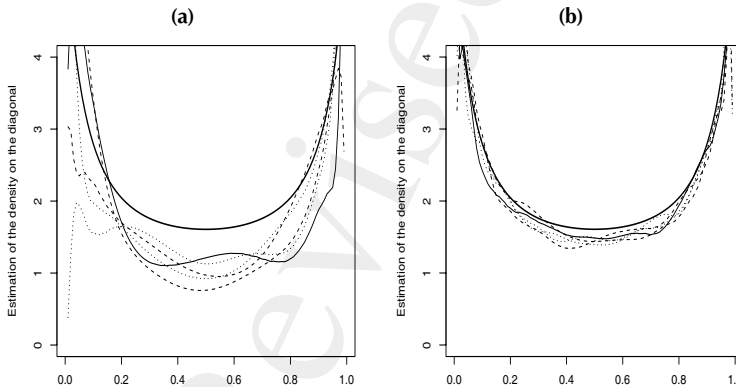 (a)
(b)
Estimation of the density on the diagonal
0 1 2 3 4
0.0 0.2 0.4 0.6 0.8 1.0
Estimation of the density on the diagonal
0 1 2 3 4
0.0 0.2 0.4 0.6 0.8
evise